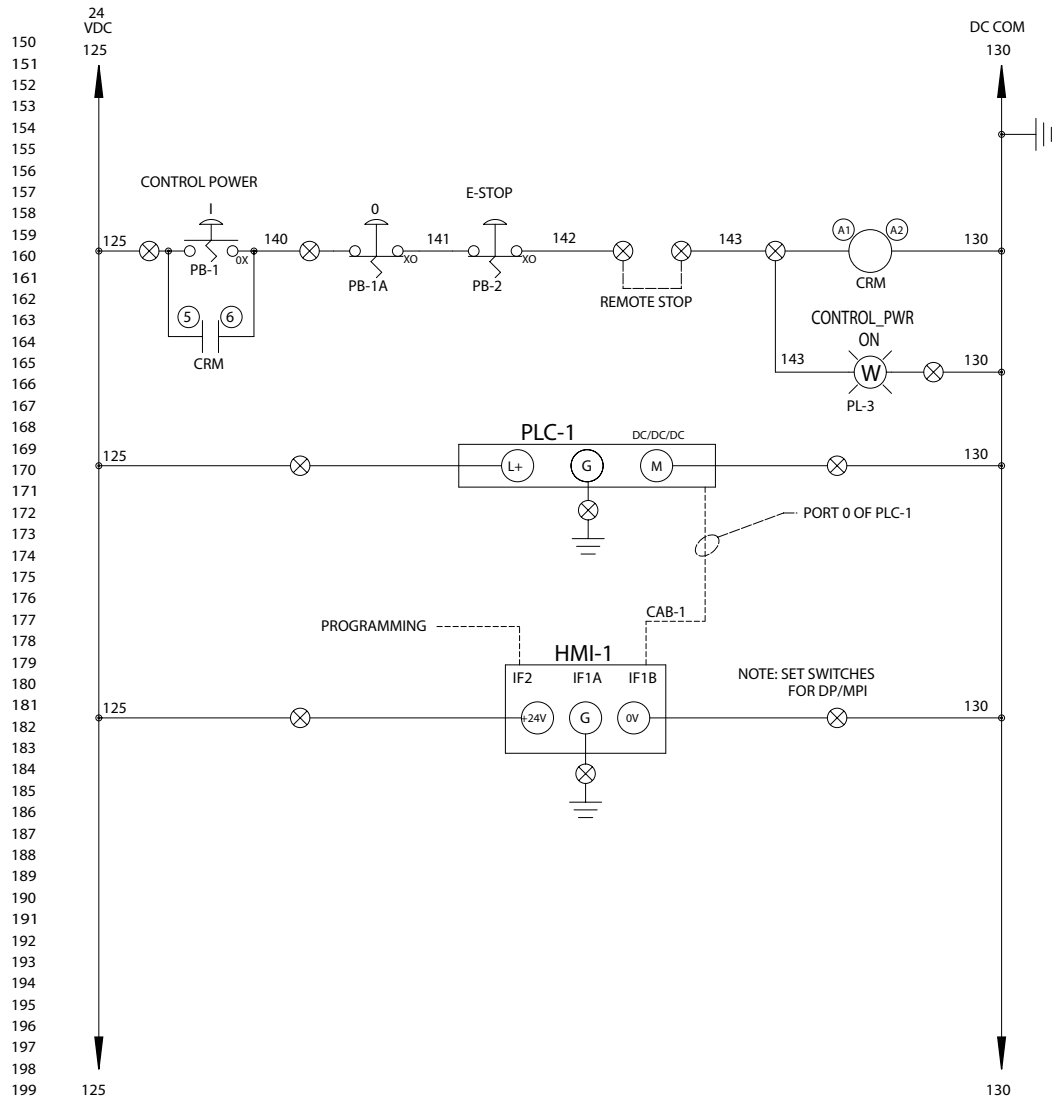 24
VDC
DC COM
150
125
130
151
152
153
154
155
156
157
CONTROL POWER
E-STOP
158
I
0
159
125
140
141
142
143
A1
A2
130
160
0X
XO
XO
PB-1
161
PB-1A
PB-2
CRM
162
REMOTE STOP
163
5
6
CONTROL_PWR
164
ON
165
CRM
143
130
166
W
167
PL-3
168
PLC-1
DC/DC/DC
169
125
130
170
L+
G
M
171
172
PORT 0 OF PLC-1
173
174
175
176
177
CAB-1
PROGRAMMING
178
179
HMI-1
180
IF2
IF1A
IF1B
NOTE: SET SWITCHES
FOR DP/MPI
181
125
130
182
+24V
G
0V
183
184
185
186
187
188
189
190
191
192
193
194
195
196
197
198
199
125
130